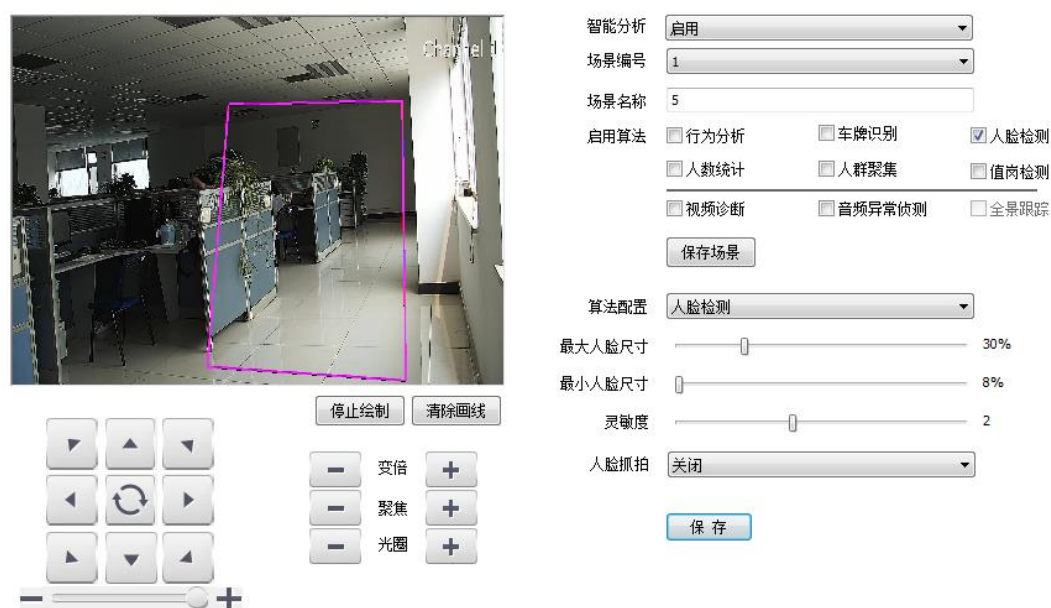 Channel 1
智能分析 启用
场景编号 1
场景名称 5
启用算法 行为分析 车牌识别 人脸检测
人数统计 人群聚集 值岗检测
视频诊断 音频异常侦测 全景跟踪
保存场景
算法配置 人脸检测
最大人脸尺寸 30%
最小人脸尺寸 8%
灵敏度 2
人脸抓拍 关闭
保 存
停止绘制 清除画线
变倍
聚焦
光圈